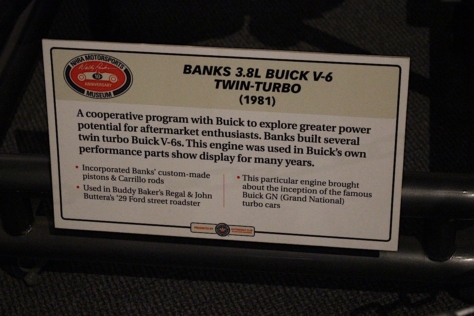 NHRA MOTORSPORTS
MUSEUM
BANKS 3.8L BUICK V-6
TWIN-TURBO
(1981)
A cooperative program with Buick to explore greater power
potential for aftermarket enthusiasts. Banks built several
twin turbo Buick V-6s. This engine was used in Buick's own
performance parts show display for many years.
• Incorporated Banks' custom-made
pistons & Carrillo rods
• Used in Buddy Baker's Regal & John
Buttera's '29 Ford street roadster
• This particular engine brought
about the inception of the famous
Buick GN (Grand National)
turbo cars